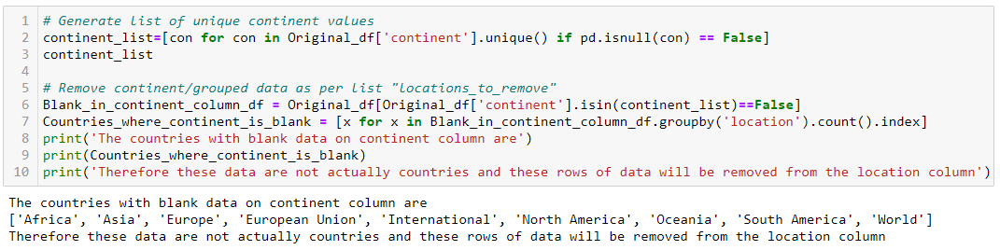 1 # Generate list of unique continent values
2 continent_list=[con for con in Original_df['continent'].unique() if pd.isnull(con) == False]
3 continent_list
4
5 # Remove continent/grouped data as per list "locations_to_remove"
6 Blank_in_continent_column_df = Original_df[Original_df['continent'].isin(continent_list)==False]
7 Countries_where_continent_is_blank = [x for x in Blank_in_continent_column_df.groupby('location').count().index]
8 print('The countries with blank data on continent column are')
9 print(Countries_where_continent_is_blank)
10 print('Therefore these data are not actually countries and these rows of data will be removed from the location column')
The countries with blank data on continent column are
['Africa', 'Asia', 'Europe', 'European Union', 'International', 'North America', 'Oceania', 'South America', 'World']
Therefore these data are not actually countries and these rows of data will be removed from the location column